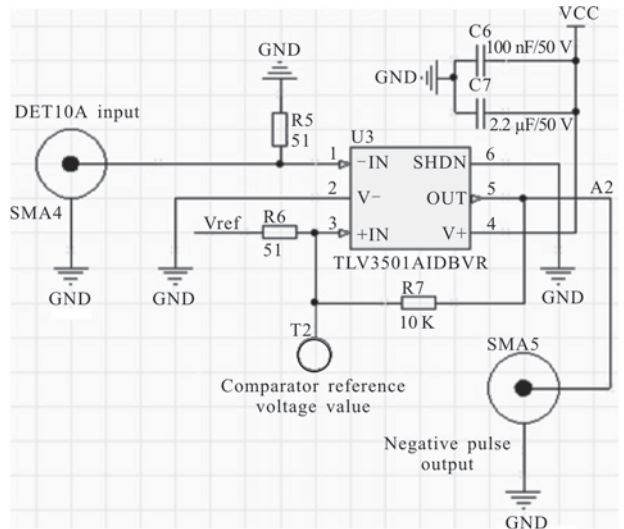 VCC
C6
100 nF/50 V
GND
GND
C7
2.2 μF/50 V
DET10A input
R5
51
U3
1
−IN
SHDN
6
SMA4
2
V−
OUT
5
A2
Vref
R6
51
3
+IN
V+
4
TLV3501AIDBVR
GND
GND
GND
R7
10 K
T2
SMA5
Comparator reference
voltage value
Negative pulse
output
GND